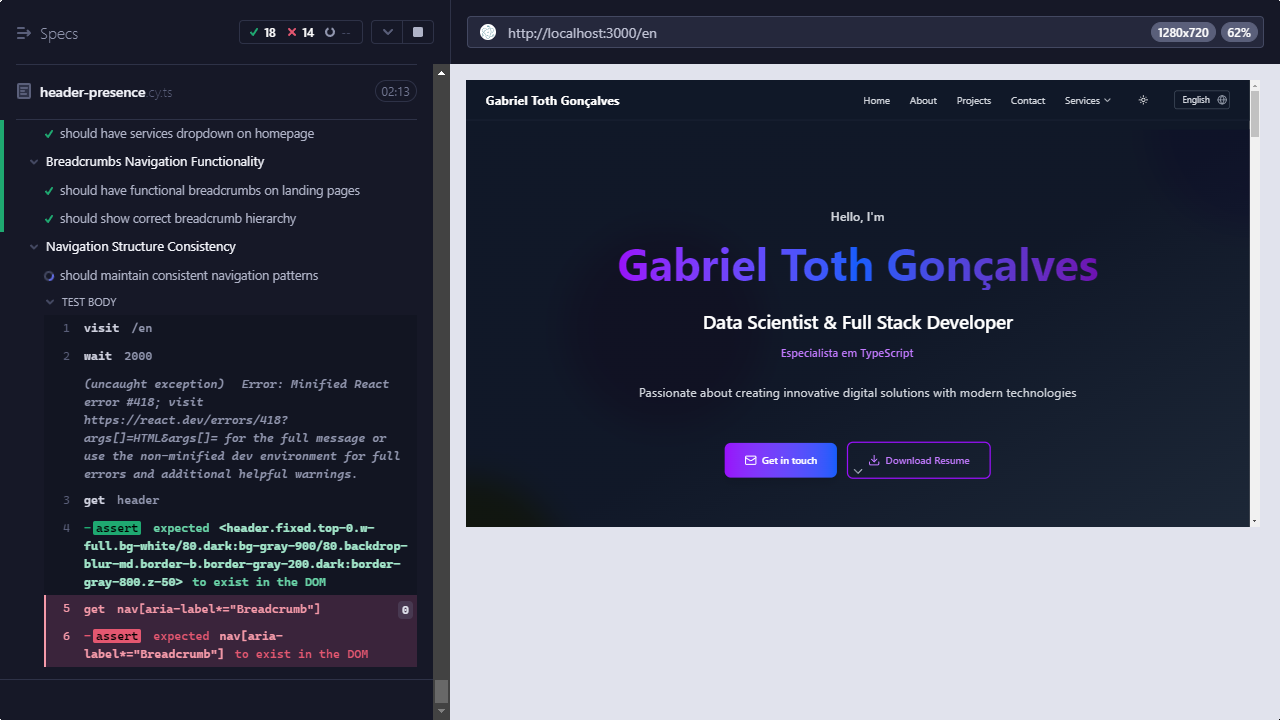 Specs
18
14
--
header-presence.cy.ts
02:13
should have services dropdown on homepage
Breadcrumbs Navigation Functionality
should have functional breadcrumbs on landing pages
should show correct breadcrumb hierarchy
Navigation Structure Consistency
should maintain consistent navigation patterns
TEST BODY
1 visit /en
2 wait 2000
(uncaught exception) Error: Minified React
error #418; visit
https://react.dev/errors/418?
args[]=HTML&args[]= for the full message or
use the non-minified dev environment for full
errors and additional helpful warnings.
3 get header
4 -assert expected <header.fixed.top-0.w-
full.bg-white/80.dark:bg-gray-900/80.backdrop-
blur-md.border-b.border-gray-200.dark:border-
gray-800.z-50> to exist in the DOM
5 get nav[aria-label*="Breadcrumb"] 0
6 -assert expected nav[aria-
label*="Breadcrumb"] to exist in the DOM
http://localhost:3000/en
1280x720
62%
Gabriel Toth Gonçalves
Home
About
Projects
Contact
Services
English
Hello, I'm
Gabriel Toth Gonçalves
Data Scientist & Full Stack Developer
Especialista em TypeScript
Passionate about creating innovative digital solutions with modern technologies
Get in touch
Download Resume